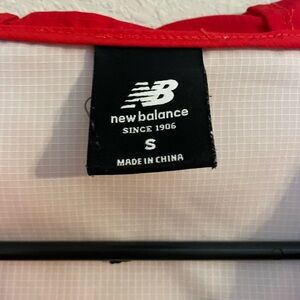 NB
new balance
SINCE 1906
S
MADE IN CHINA